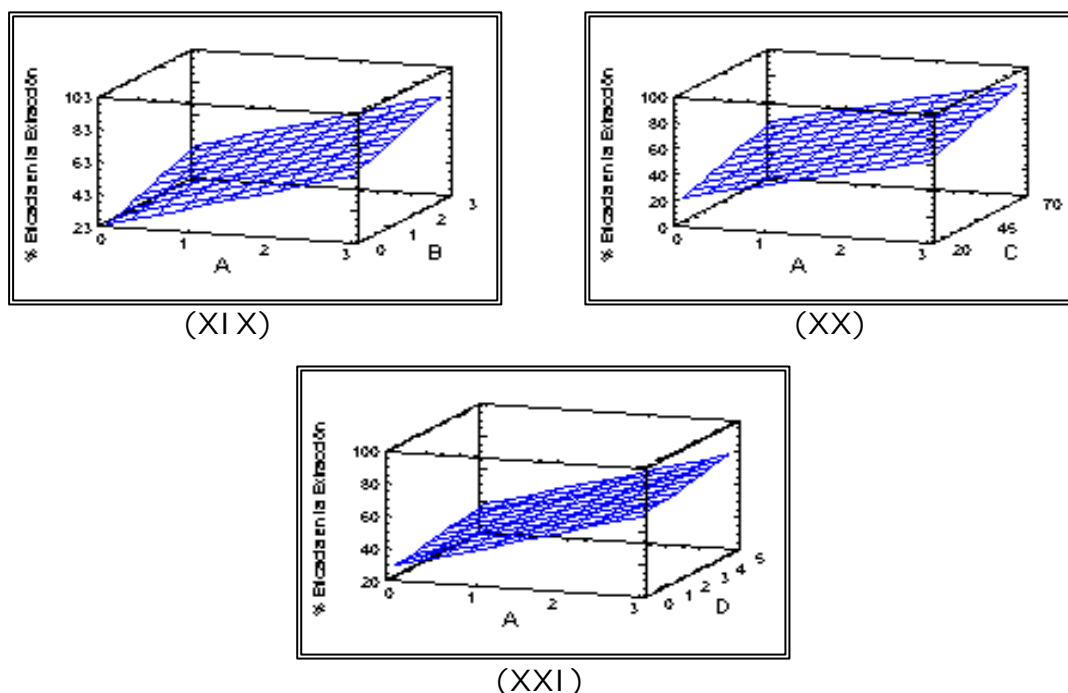 % Eficacia en la Extracción
103
83
63
43
23
0 1 2 3
A
0 1 2 3
B
(XIX)
% Eficacia en la Extracción
100
80
60
40
20
0
0 1 2 3
A
20 45 70
C
(XX)
% Eficacia en la Extracción
100
80
60
40
20
0 1 2 3
A
0 1 2 3 4 5
D
(XXI)